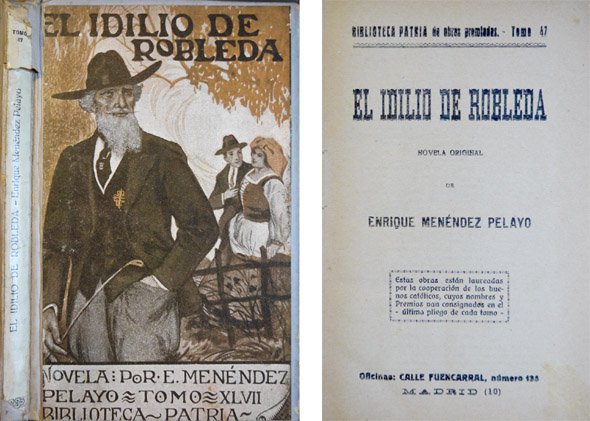 TOMO
47
EL IDILIO DE ROBLEDA - Enrique Menéndez Pelayo
EL IDILIO DE
ROBLEDA
NOVELA: POR E. MENÉNDEZ
PELAYO ~ TOMO ~ XLVII
BIBLIOTECA ~ PATRIA ~
BIBLIOTECA PATRIA de obras premiadas. - Tomo 47
EL IDILIO DE ROBLEDA
NOVELA ORIGINAL
DE
ENRIQUE MENÉNDEZ PELAYO
Estas obras están laureadas
por la cooperación de los bue-
nos católicos, cuyos nombres y
Premios van consignados en el
- último pliego de cada tomo -
Oficinas: CALLE FUENCARRAL, número 138
MADRID (10)